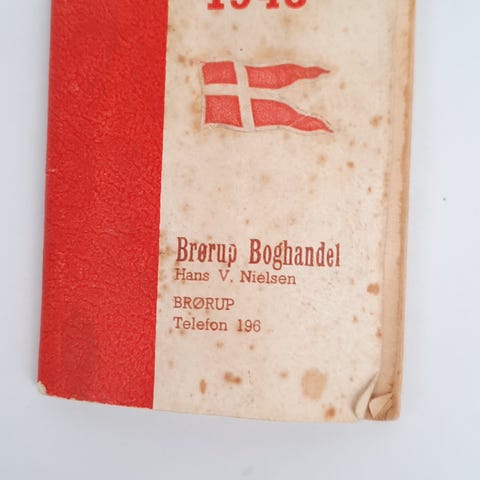 Brørup Boghandel
Hans V. Nielsen
BRØRUP
Telefon 196